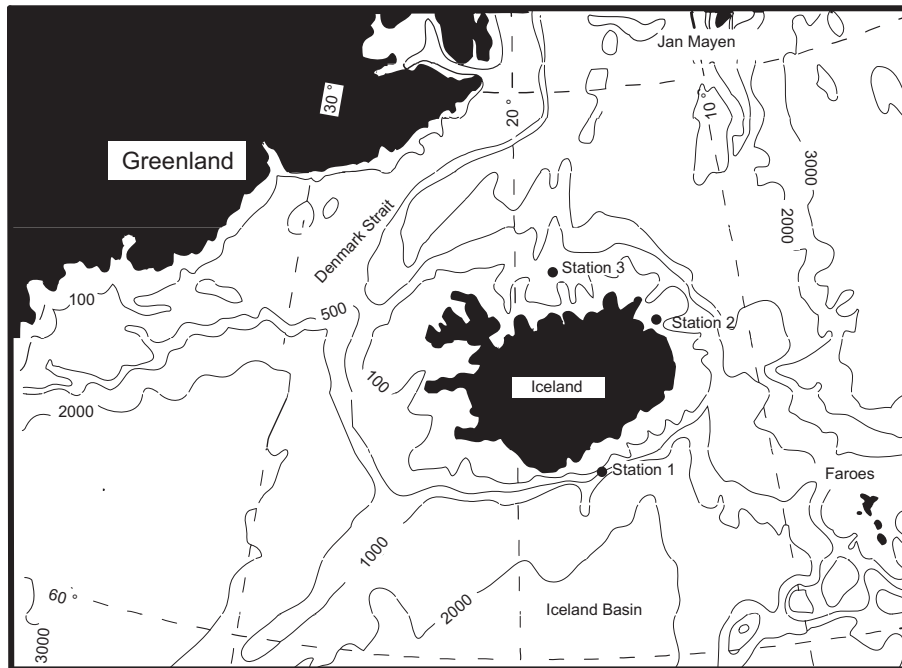 Jan Mayen
30°
20°
10°
Greenland
3000
2000
Denmark Strait
Station 3
100
500
Station 2
100
Iceland
2000
Station 1
Faroes
1000
60°
2000
Iceland Basin
3000